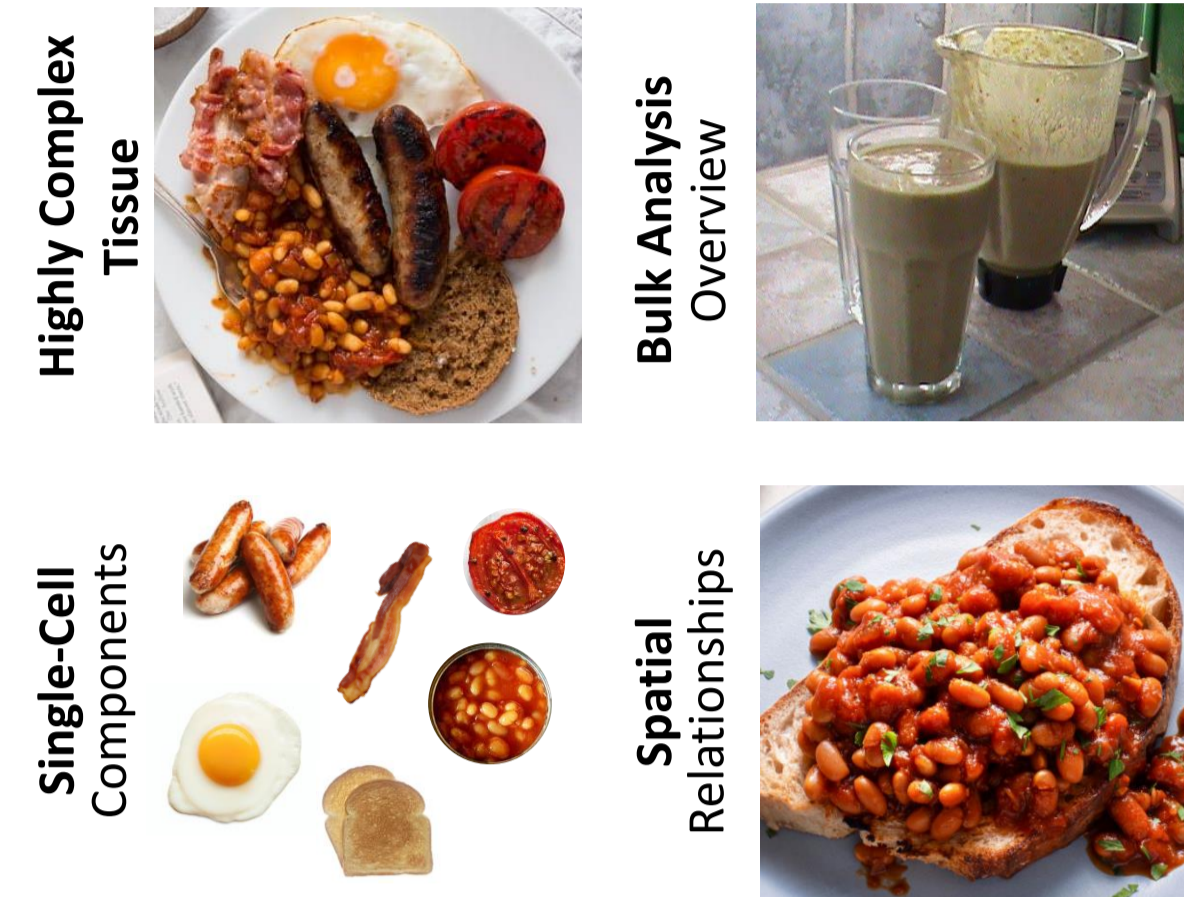 Highly Complex
Tissue
Bulk Analysis
Overview
Single-Cell
Components
Spatial
Relationships